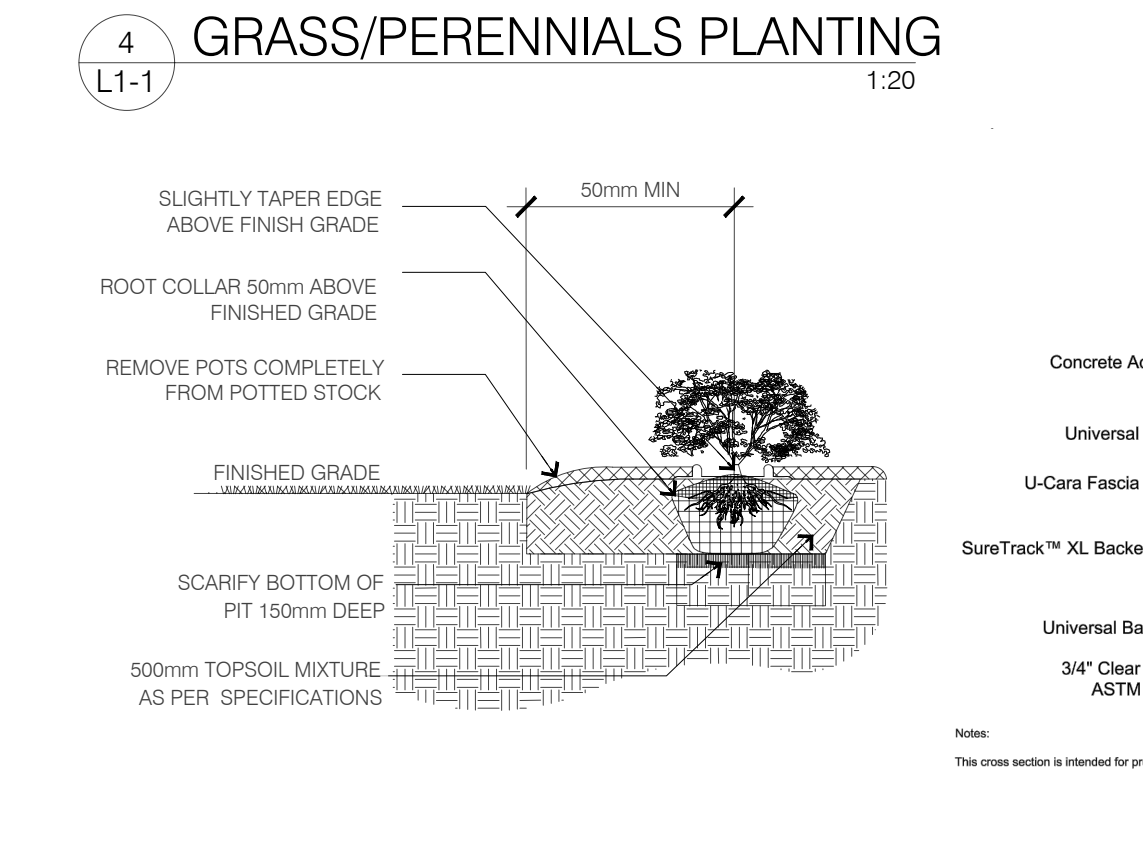 4
L1-1
GRASS/PERENNIALS PLANTING
1:20
50mm MIN
SLIGHTLY TAPER EDGE
ABOVE FINISH GRADE
ROOT COLLAR 50mm ABOVE
FINISHED GRADE
REMOVE POTS COMPLETELY
FROM POTTED STOCK
FINISHED GRADE
SCARIFY BOTTOM OF
PIT 150mm DEEP
500mm TOPSOIL MIXTURE
AS PER SPECIFICATIONS
Concrete
Universal
U-Cara Fascia
SureTrack™ XL
Universal
3/4" Clear
ASTM
Notes:
This cross section is intended for